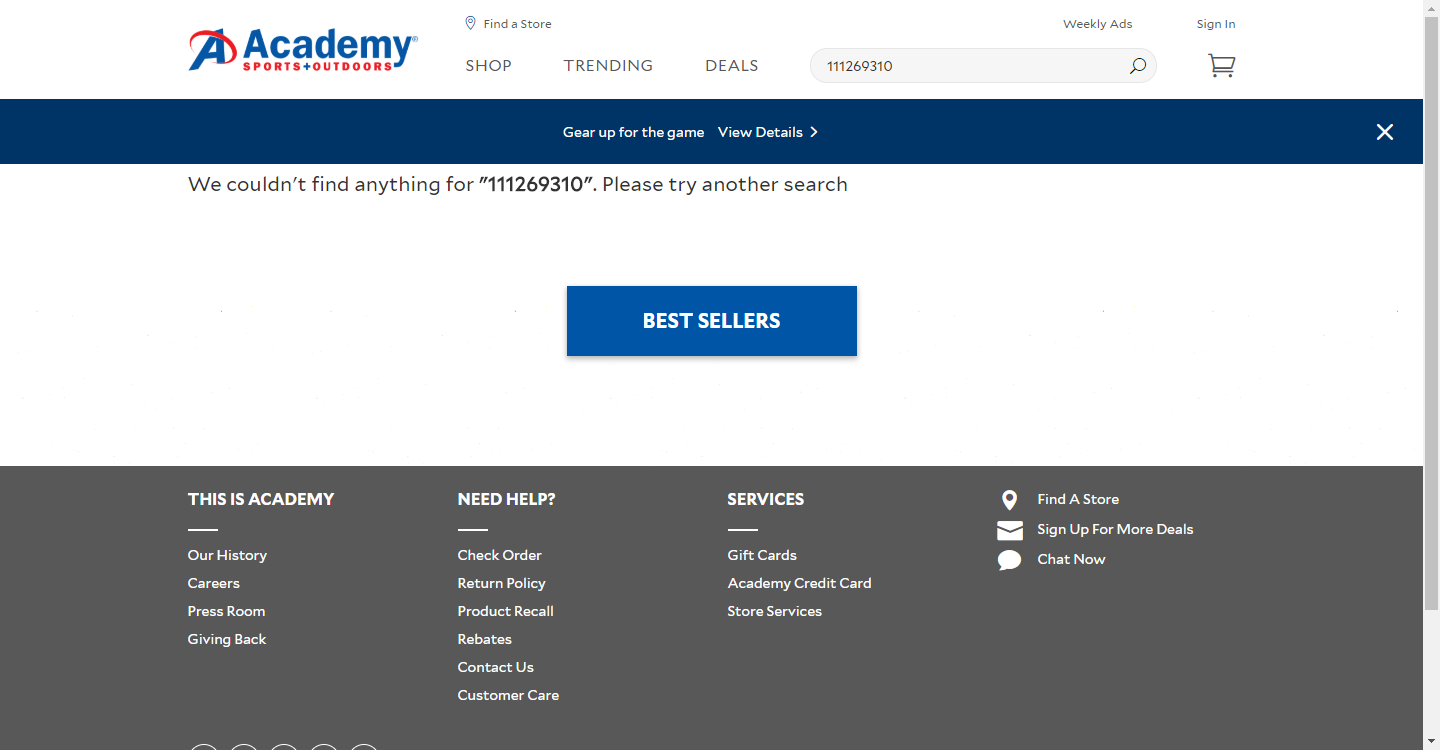 Find a Store
Weekly Ads
Sign In
Academy
SPORTS+OUTDOORS
SHOP
TRENDING
DEALS
111269310
Gear up for the game View Details
We couldn't find anything for "111269310". Please try another search
BEST SELLERS
THIS IS ACADEMY
Our History
Careers
Press Room
Giving Back
NEED HELP?
Check Order
Return Policy
Product Recall
Rebates
Contact Us
Customer Care
SERVICES
Gift Cards
Academy Credit Card
Store Services
Find A Store
Sign Up For More Deals
Chat Now